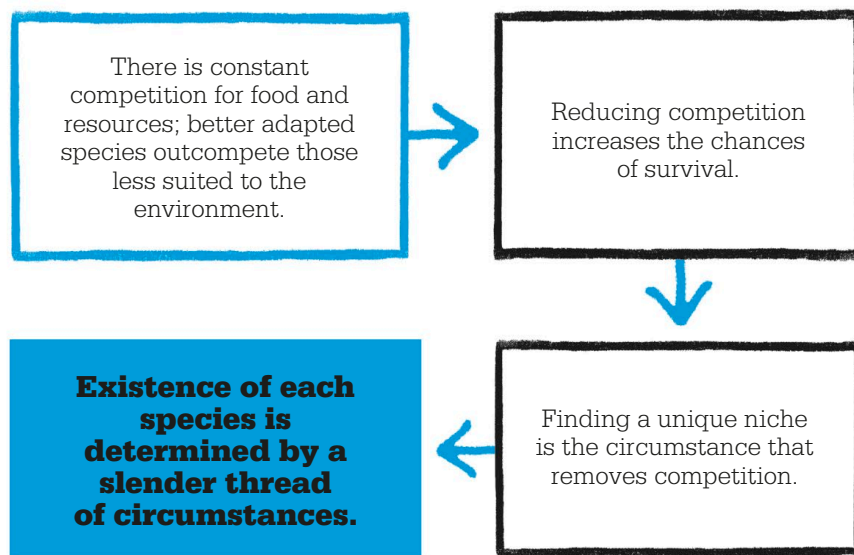 There is constant
competition for food and
resources; better adapted
species outcompete those
less suited to the
environment.
Reducing competition
increases the chances
of survival.
Finding a unique niche
is the circumstance that
removes competition.
Existence of each
species is
determined by a
slender thread
of circumstances.